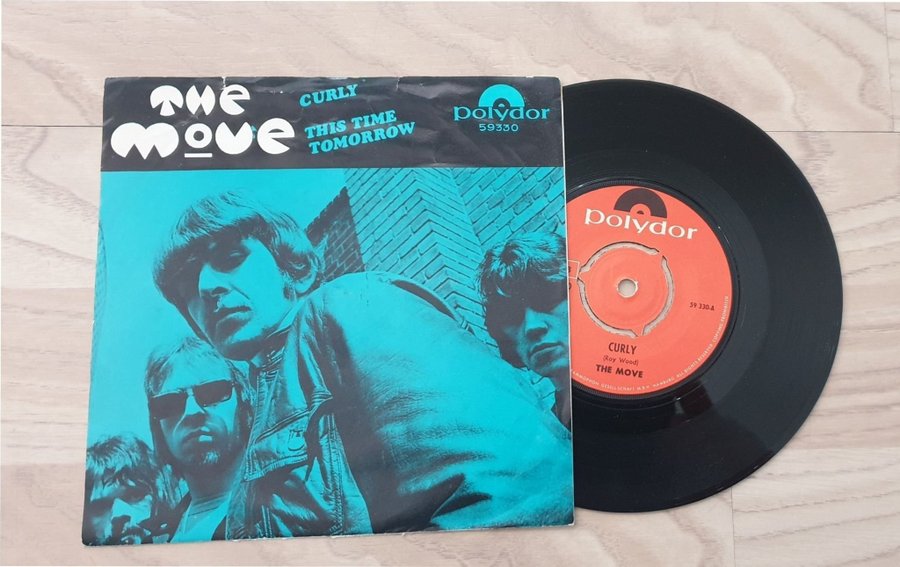 THE
MOVE
CURLY
THIS TIME
TOMORROW
polydor
59330
polydor
59 330-A
CURLY
(Roy Wood)
THE MOVE